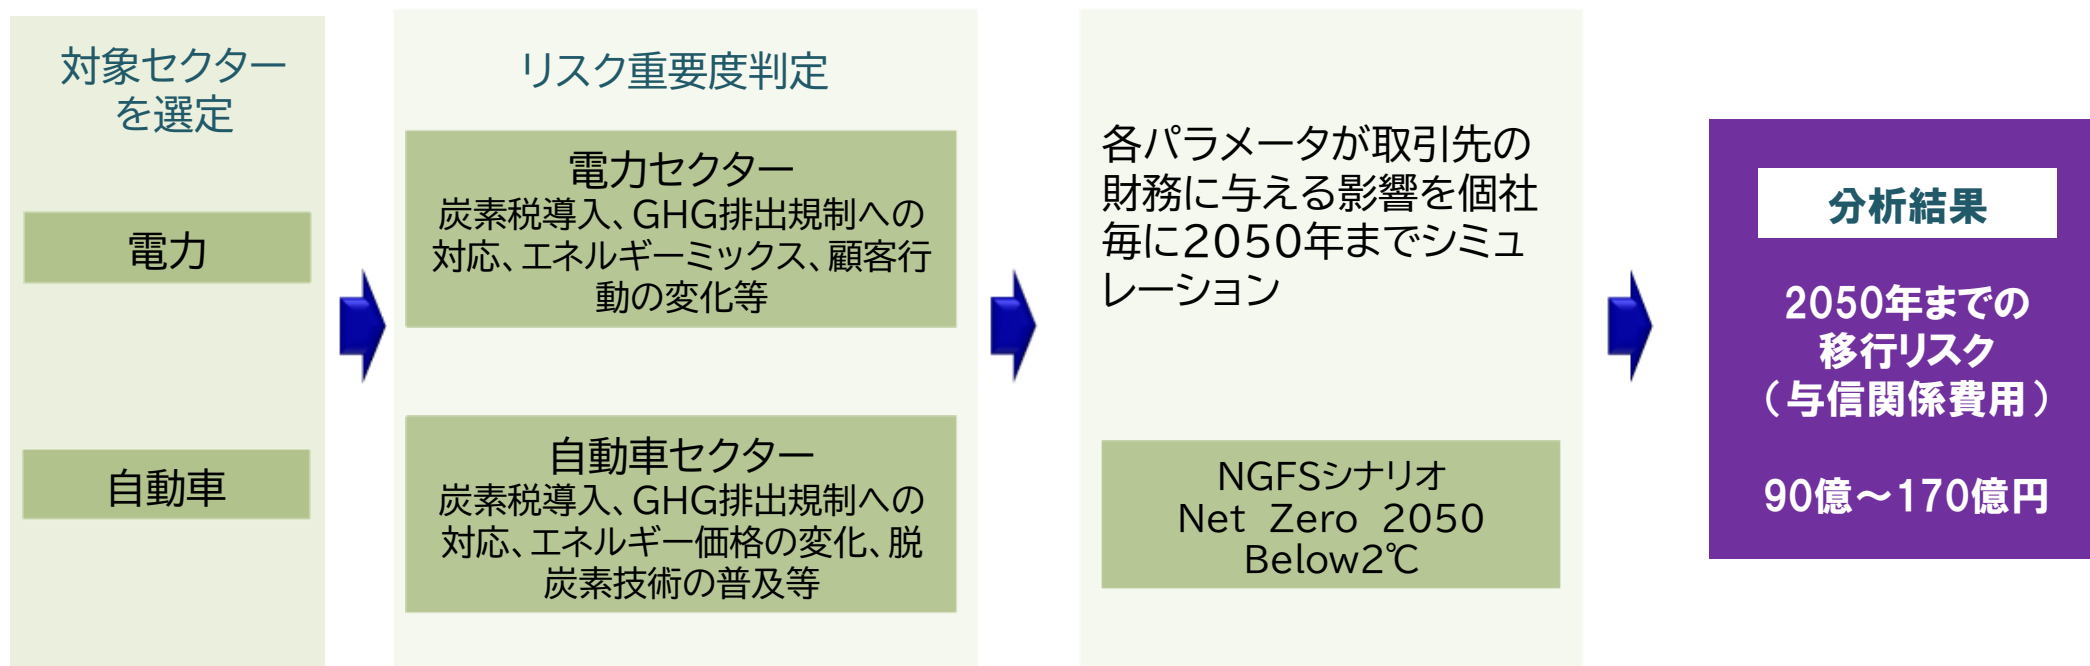 対象セクター
を選定
電力
自動車
リスク重要度判定
電力セクター
炭素税導入、GHG排出規制への
対応、エネルギーミックス、顧客行
動の変化等
自動車セクター
炭素税導入、GHG排出規制への
対応、エネルギー価格の変化、脱
炭素技術の普及等
各パラメータが取引先の
財務に与える影響を個社
毎に2050年までシミュ
レーション
NGFSシナリオ
Net Zero 2050
Below2℃
分析結果
2050年までの
移行リスク
(与信関係費用)
90億～170億円